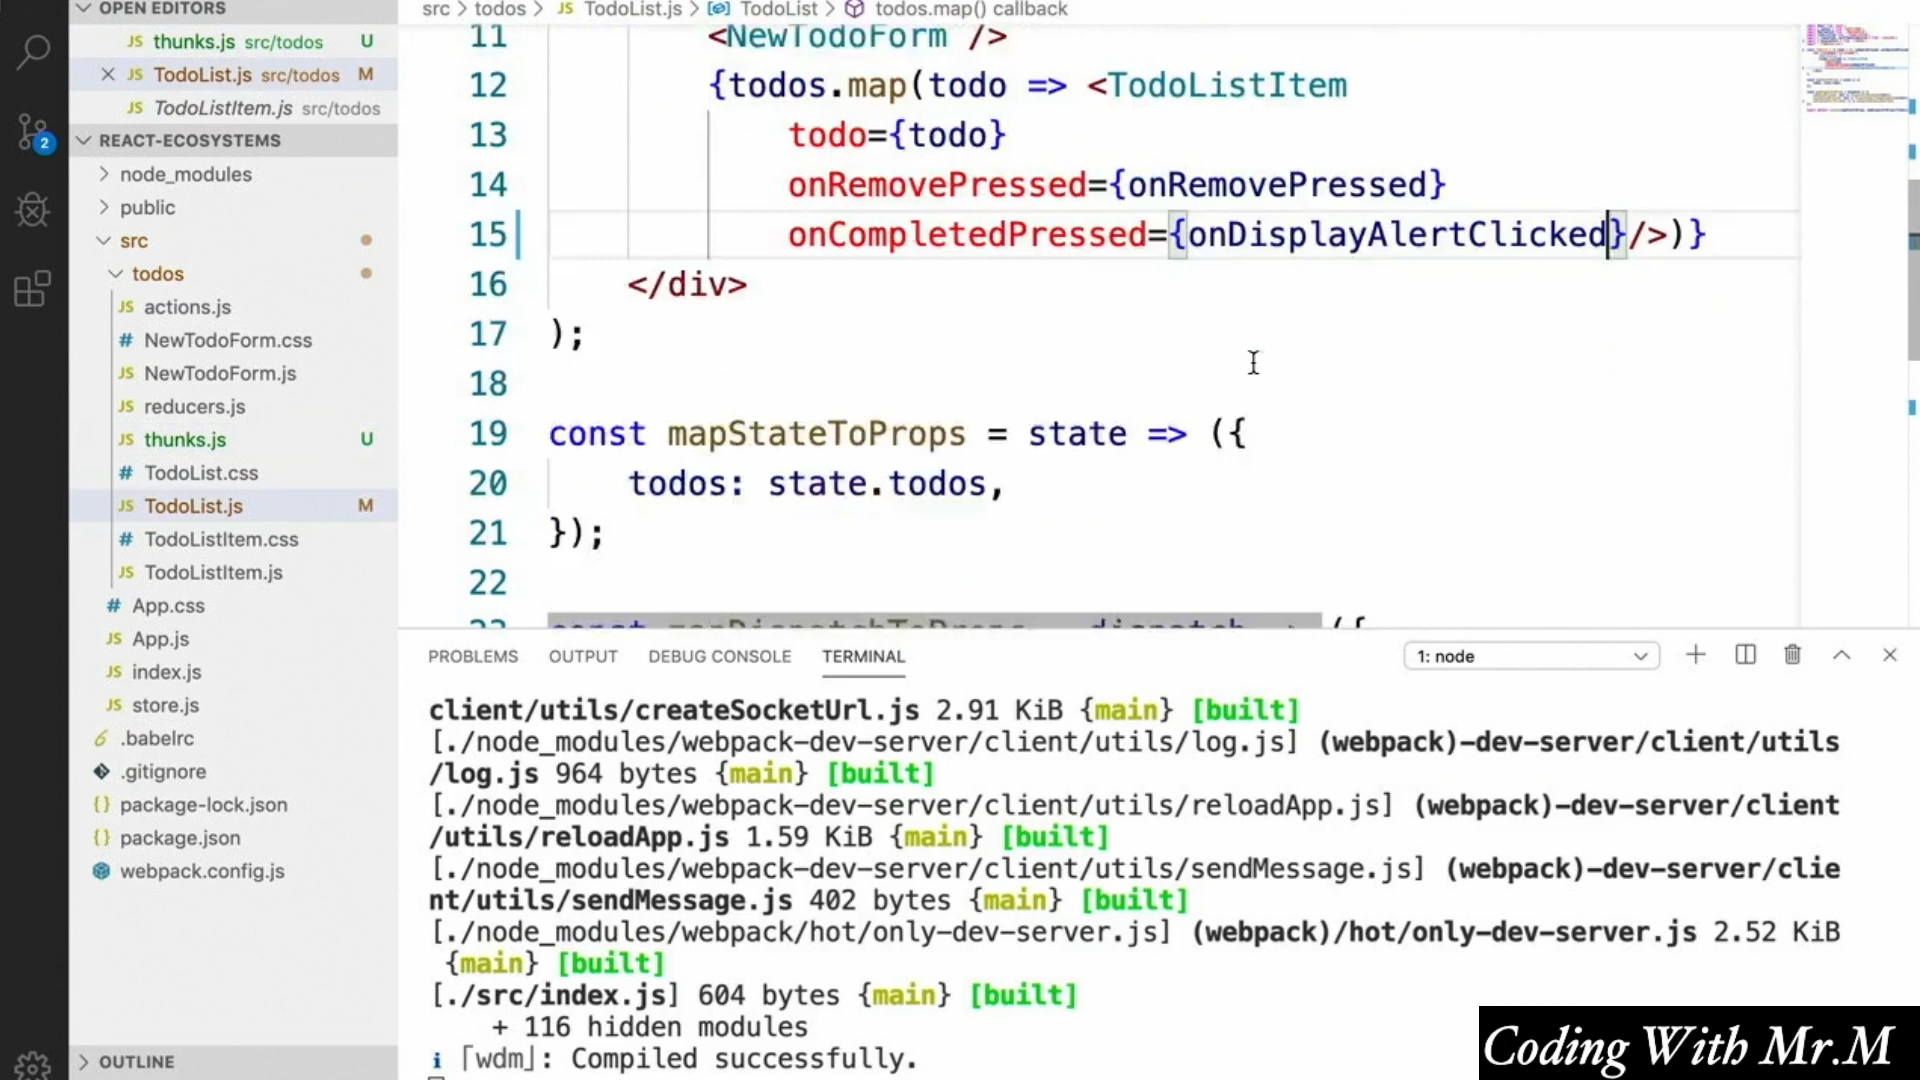 OPEN EDITORS
JS thunks.js src/todos U
JS TodoList.js src/todos M
JS TodoListItem.js src/todos
REACT-ECOSYSTEMS
2
node_modules
public
src
todos
JS actions.js
# NewTodoForm.css
JS NewTodoForm.js
JS reducers.js
JS thunks.js U
# TodoList.css
JS TodoList.js M
# TodoListItem.css
JS TodoListItem.js
# App.css
JS App.js
JS index.js
JS store.js
.babelrc
.gitignore
{} package-lock.json
{} package.json
webpack.config.js
OUTLINE
src > todos > JS TodoList.js > TodoList > todos.map() callback
11 <NewTodoForm />
12 {todos.map(todo => <TodoListItem
13 todo={todo}
14 onRemovePressed={onRemovePressed}
15 onCompletedPressed={onDisplayAlertClicked}/>)}
16 </div>
17 );
18
19 const mapStateToProps = state => ({
20 todos: state.todos,
21 });
22
23 const mapDispatchToProps = dispatch => ({
PROBLEMS OUTPUT DEBUG CONSOLE TERMINAL 1: node
client/utils/createSocketUrl.js 2.91 KiB {main} [built]
[./node_modules/webpack-dev-server/client/utils/log.js] (webpack)-dev-server/client/utils
/log.js 964 bytes {main} [built]
[./node_modules/webpack-dev-server/client/utils/reloadApp.js] (webpack)-dev-server/client
/utils/reloadApp.js 1.59 KiB {main} [built]
[./node_modules/webpack-dev-server/client/utils/sendMessage.js] (webpack)-dev-server/clie
nt/utils/sendMessage.js 402 bytes {main} [built]
[./node_modules/webpack/hot/only-dev-server.js] (webpack)/hot/only-dev-server.js 2.52 KiB
{main} [built]
[./src/index.js] 604 bytes {main} [built]
+ 116 hidden modules
i ｢wdm｣: Compiled successfully.
Coding With Mr.M